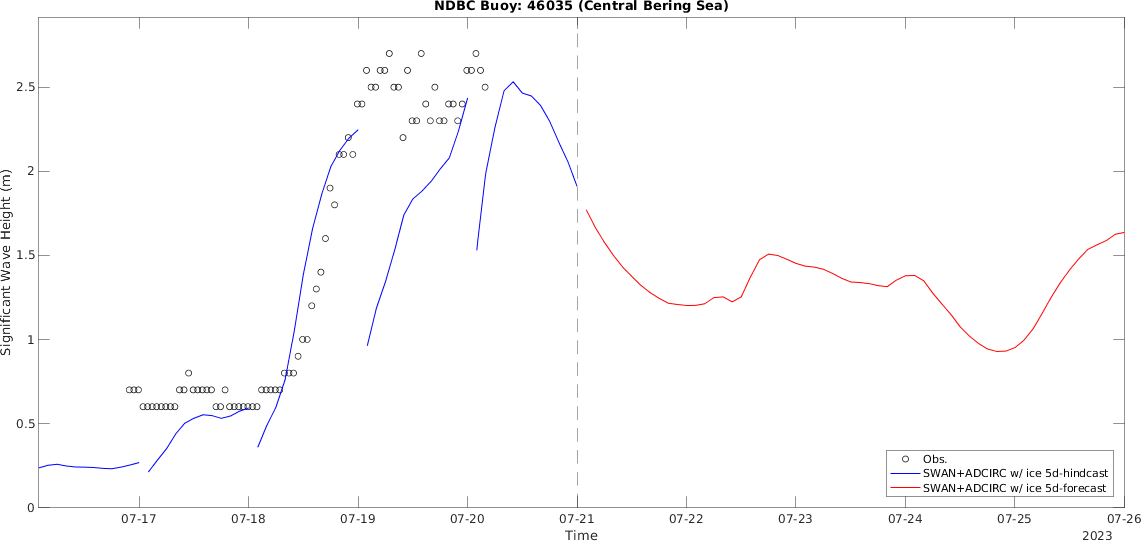 NDBC Buoy: 46035 (Central Bering Sea)
Significant Wave Height (m)
2.5
2
1.5
1
0.5
0
07-17 07-18 07-19 07-20 07-21 07-22 07-23 07-24 07-25 07-26
Time
2023
Obs.
SWAN+ADCIRC w/ ice 5d-hindcast
SWAN+ADCIRC w/ ice 5d-forecast